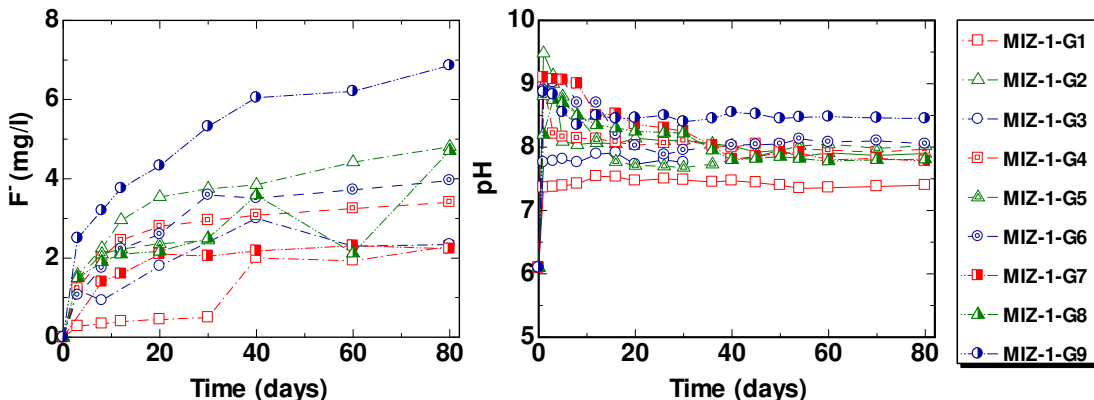 8
6
4
2
0
F⁻ (mg/l)
0 20 40 60 80
Time (days)
10
9
8
7
6
5
pH
0 20 40 60 80
Time (days)
MIZ-1-G1
MIZ-1-G2
MIZ-1-G3
MIZ-1-G4
MIZ-1-G5
MIZ-1-G6
MIZ-1-G7
MIZ-1-G8
MIZ-1-G9